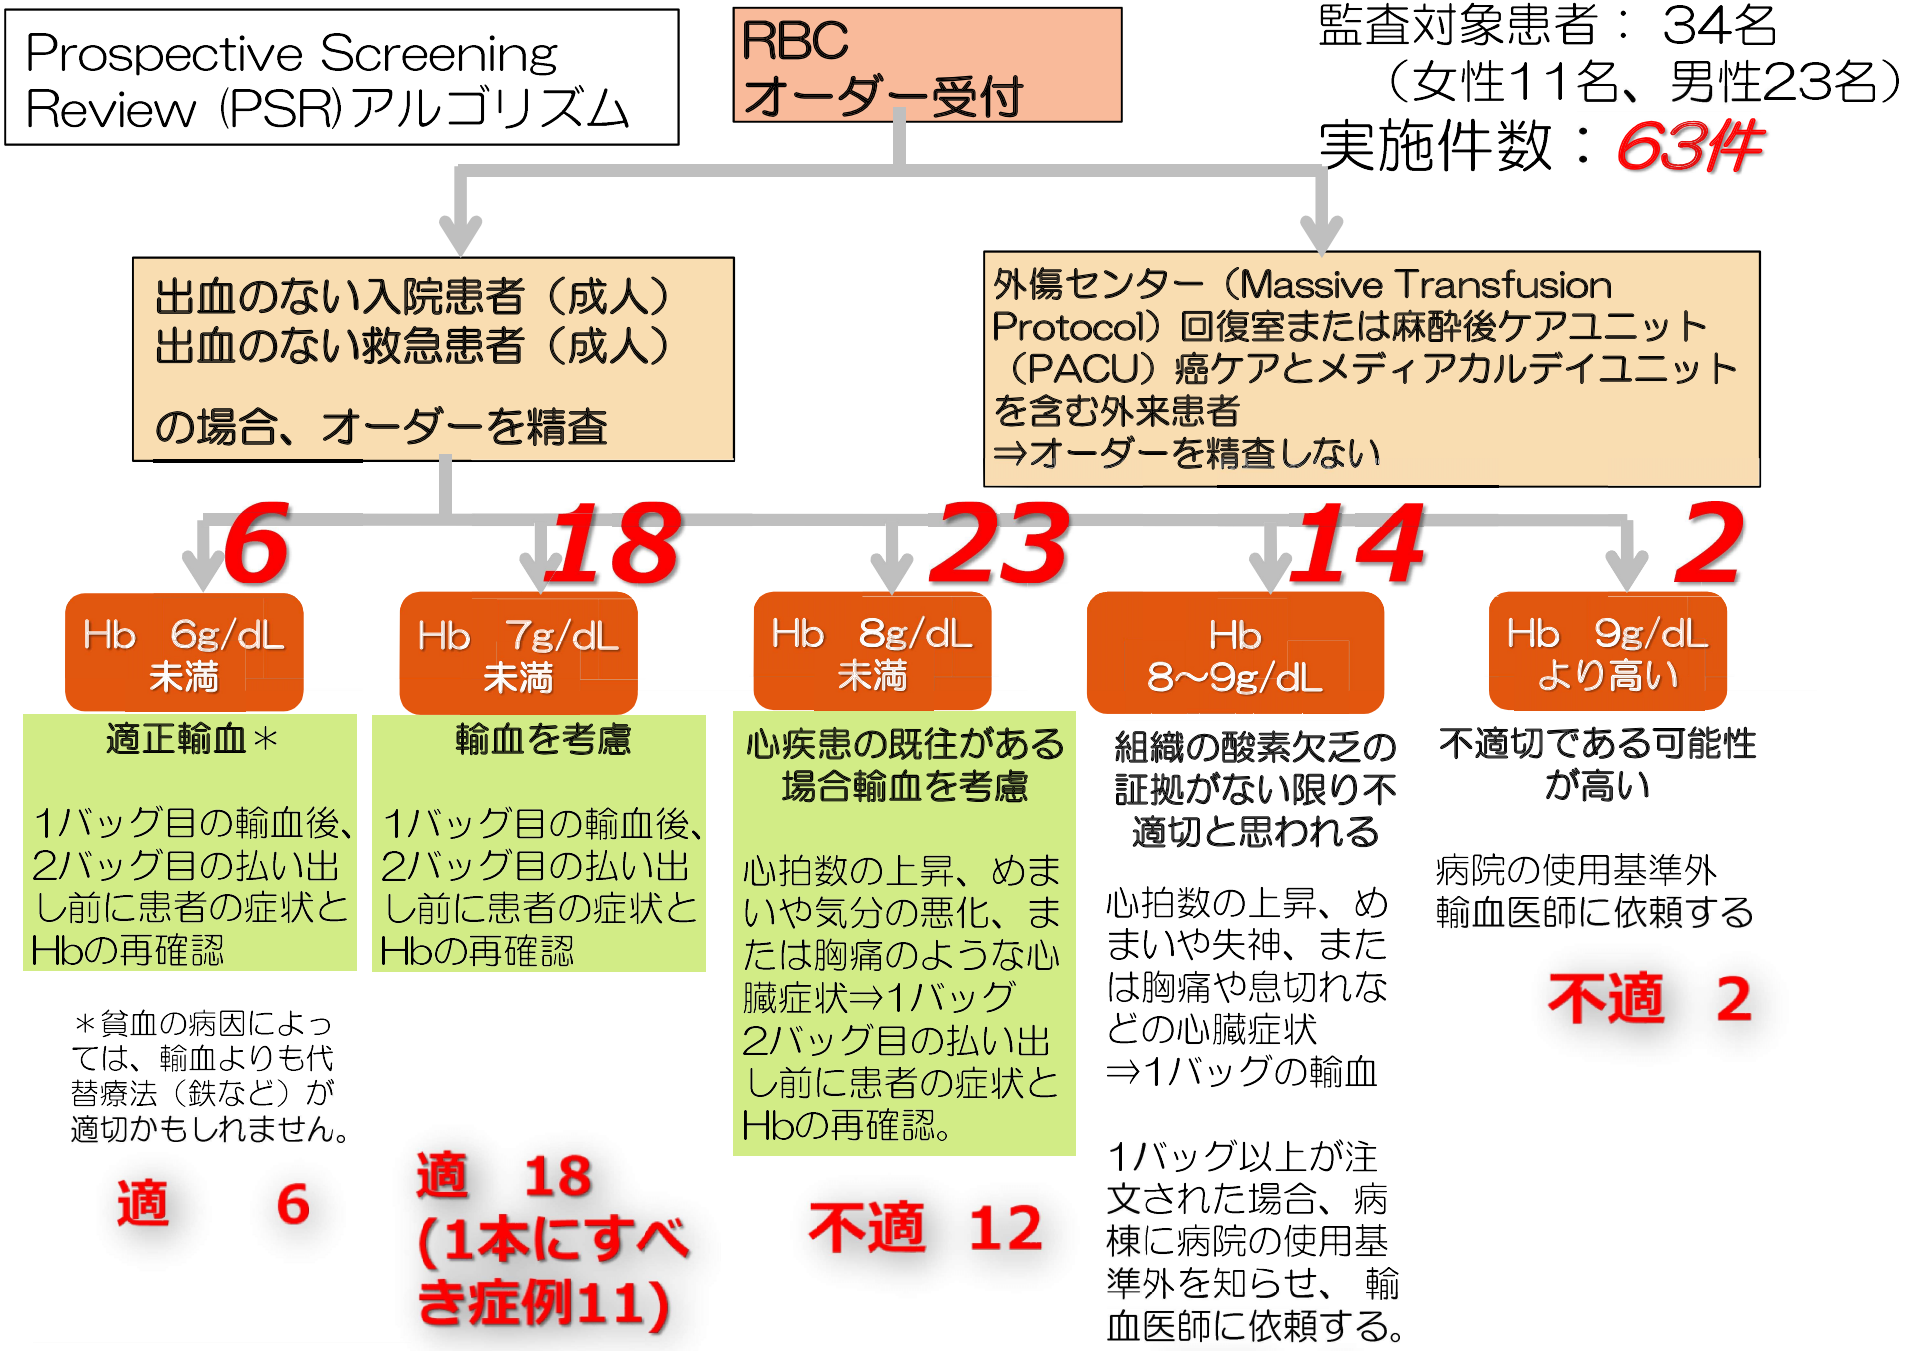 Prospective Screening
Review (PSR)アルゴリズム
RBC
オーダー受付
監査対象患者： 34名
（女性11名、男性23名）
実施件数：63件
出血のない入院患者（成人）
出血のない救急患者（成人）
の場合、オーダーを精査
外傷センター（Massive Transfusion
Protocol）回復室または麻酔後ケアユニット
（PACU）癌ケアとメディアカルデイユニット
を含む外来患者
⇒オーダーを精査しない
6
Hb 6g/dL
未満
適正輸血＊
1バッグ目の輸血後、
2バッグ目の払い出
し前に患者の症状と
Hbの再確認
＊貧血の病因によっ
ては、輸血よりも代
替療法（鉄など）が
適切かもしれません。
適 6
18
Hb 7g/dL
未満
輸血を考慮
1バッグ目の輸血後、
2バッグ目の払い出
し前に患者の症状と
Hbの再確認
適 18
(1本にすべ
き症例11)
23
Hb 8g/dL
未満
心疾患の既往がある
場合輸血を考慮
心拍数の上昇、めま
いや気分の悪化、ま
たは胸痛のような心
臓症状⇒1バッグ
2バッグ目の払い出
し前に患者の症状と
Hbの再確認。
不適 12
14
Hb
8〜9g/dL
組織の酸素欠乏の
証拠がない限り不
適切と思われる
心拍数の上昇、め
まいや失神、また
は胸痛や息切れな
どの心臓症状
⇒1バッグの輸血
1バッグ以上が注
文された場合、病
棟に病院の使用基
準外を知らせ、 輸
血医師に依頼する。
2
Hb 9g/dL
より高い
不適切である可能性
が高い
病院の使用基準外
輸血医師に依頼する
不適 2